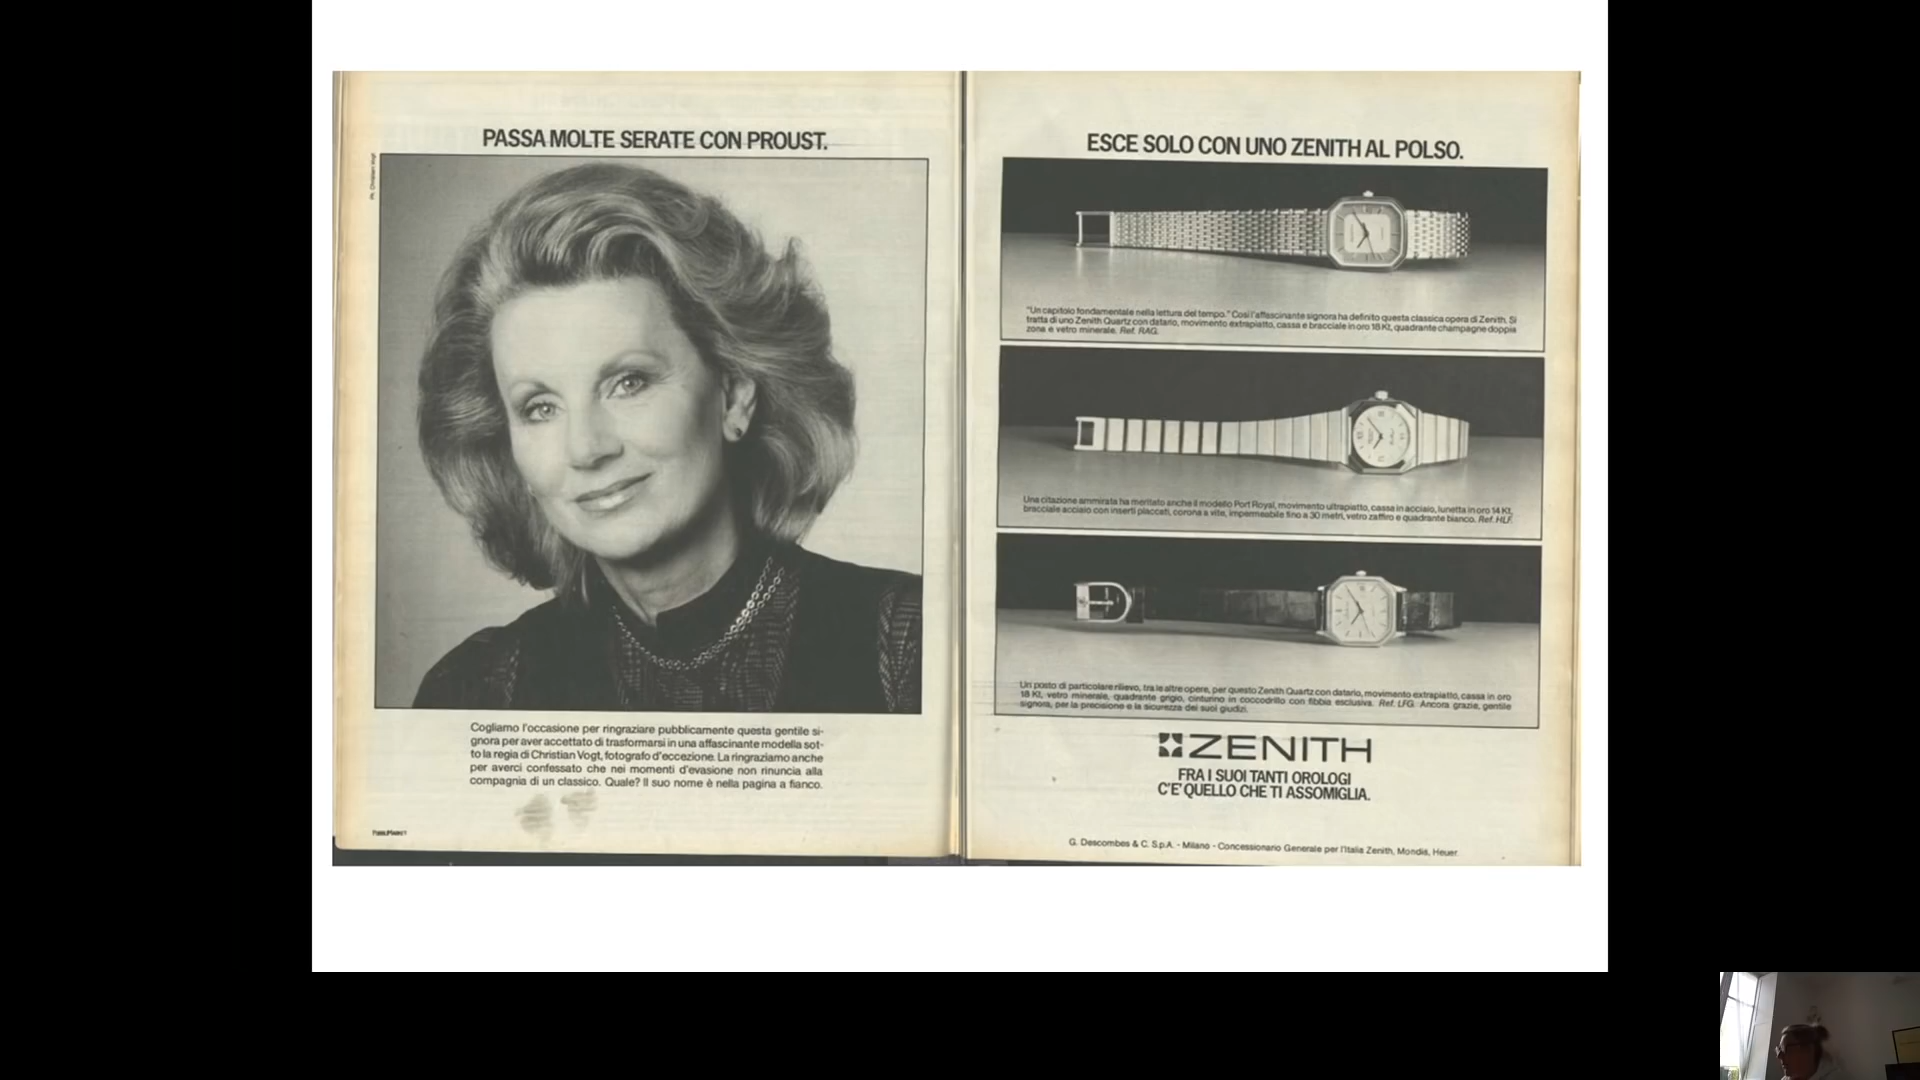 PASSA MOLTE SERATE CON PROUST.
Ph. Christian Vogt
Cogliamo l'occasione per ringraziare pubblicamente questa gentile si-
gnora per aver accettato di trasformarsi in una affascinante modella sot-
to la regia di Christian Vogt, fotografo d'eccezione. La ringraziamo anche
per averci confessato che nei momenti d'evasione non rinuncia alla
compagnia di un classico. Quale? Il suo nome è nella pagina a fianco.
ESCE SOLO CON UNO ZENITH AL POLSO.
"Un capitolo fondamentale nella lettura del tempo." Così l'affascinante signora ha definito questa classica opera di Zenith. Si
tratta di uno Zenith Quartz con datario, movimento extrapiatto, cassa e bracciale in oro 18 Kt, quadrante champagne doppia
zona e vetro minerale. Ref. RAG.
Una citazione ammirata ha meritato anche il modello Port Royal, movimento ultrapiatto, cassa in acciaio, lunetta in oro 14 Kt,
bracciale acciaio con inserti placcati, corona a vite, impermeabile fino a 30 metri, vetro zaffiro e quadrante bianco. Ref. HLF.
Un posto di particolare rilievo, tra le altre opere, per questo Zenith Quartz con datario, movimento extrapiatto, cassa in oro
18 Kt, vetro minerale, quadrante grigio, cinturino in coccodrillo con fibbia esclusiva. Ref. LFG. Ancora grazie, gentile
signora, per la precisione e la sicurezza dei suoi giudizi.
ZENITH
FRA I SUOI TANTI OROLOGI
C'E' QUELLO CHE TI ASSOMIGLIA.
G. Descombes & C. S.p.A. - Milano - Concessionario Generale per l'Italia Zenith, Mondia, Heuer.